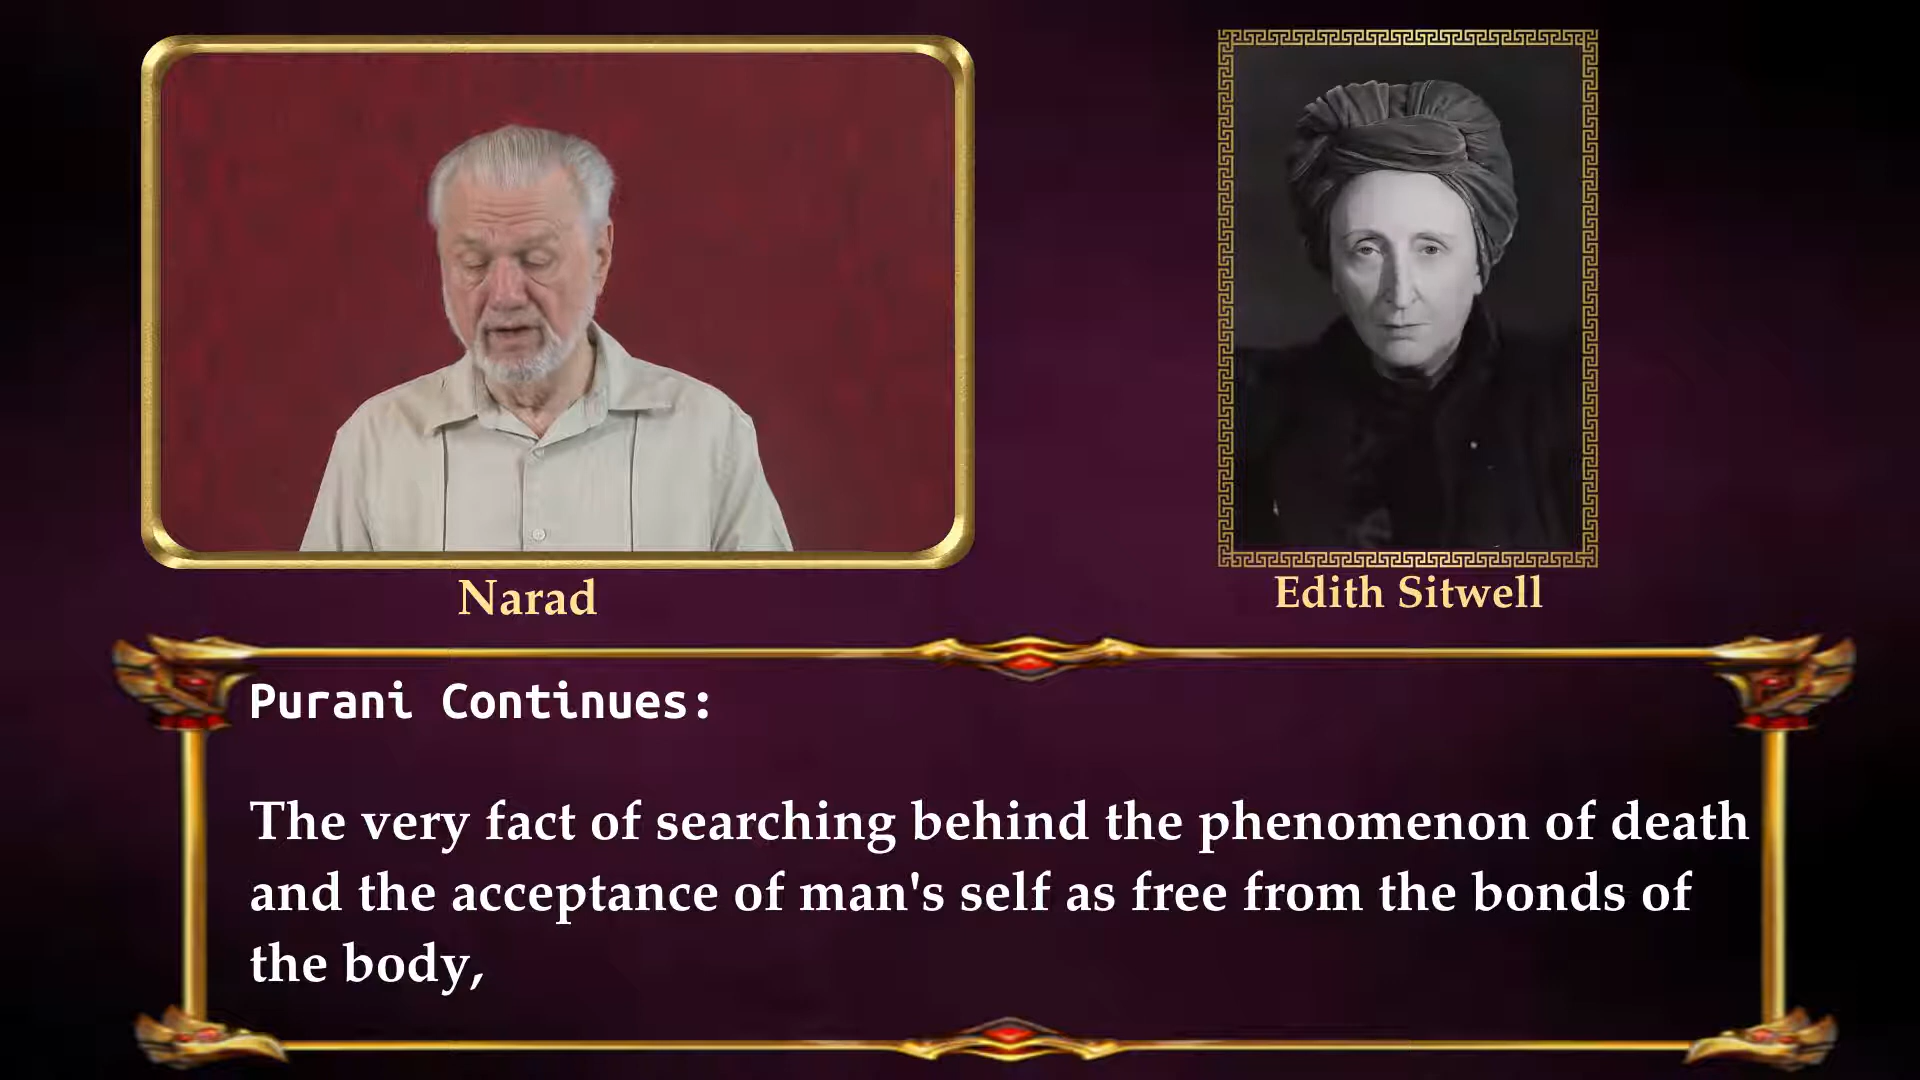 Narad
Edith Sitwell
Purani Continues:
The very fact of searching behind the phenomenon of death
and the acceptance of man's self as free from the bonds of
the body,